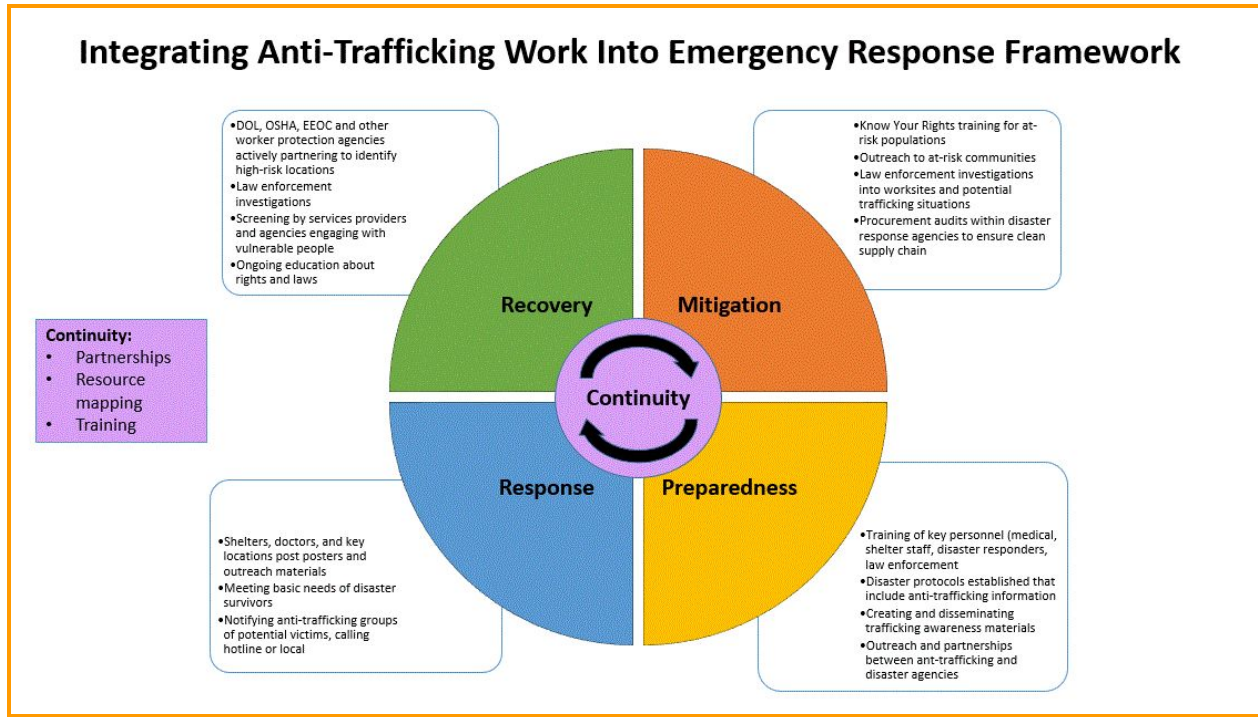 Integrating Anti-Trafficking Work Into Emergency Response Framework
•DOL, OSHA, EEOC and other
worker protection agencies
actively partnering to identify
high-risk locations
•Law enforcement
investigations
•Screening by services providers
and agencies engaging with
vulnerable people
•Ongoing education about
rights and laws
•Know Your Rights training for at-
risk populations
•Outreach to at-risk communities
•Law enforcement investigations
into worksites and potential
trafficking situations
•Procurement audits within disaster
response agencies to ensure clean
supply chain
Recovery
Mitigation
Continuity:
• Partnerships
• Resource
mapping
• Training
Continuity
Response
Preparedness
•Shelters, doctors, and key
locations post posters and
outreach materials
•Meeting basic needs of disaster
survivors
•Notifying anti-trafficking groups
of potential victims, calling
hotline or local
•Training of key personnel (medical,
shelter staff, disaster responders,
law enforcement
•Disaster protocols established that
include anti-trafficking information
•Creating and disseminating
trafficking awareness materials
•Outreach and partnerships
between ant-trafficking and
disaster agencies